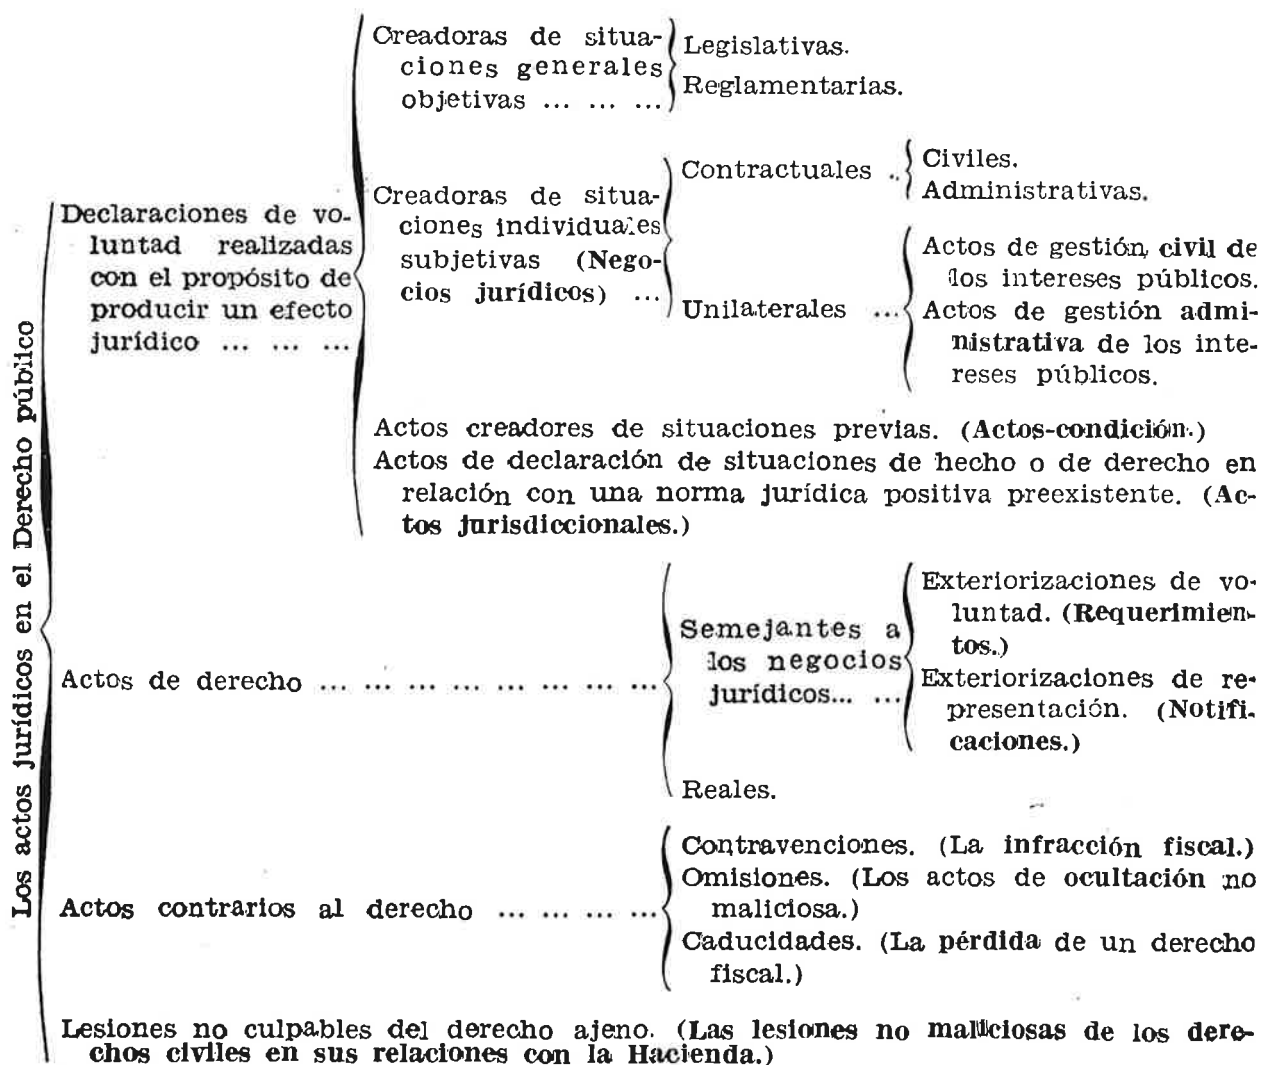 Los actos jurídicos en el Derecho público
Declaraciones de vo-
luntad realizadas
con el propósito de
producir un efecto
jurídico ... ... ...
Creadoras de situa-
ciones generales
objetivas ... ... ...
Legislativas.
Reglamentarias.
Creadoras de situa-
ciones individuales
subjetivas (Nego-
cios jurídicos) ...
Contractuales ..
Civiles.
Administrativas.
Unilaterales ...
Actos de gestión civil de
los intereses públicos.
Actos de gestión admi-
nistrativa de los inte-
reses públicos.
Actos creadores de situaciones previas. (Actos-condición.)
Actos de declaración de situaciones de hecho o de derecho en
relación con una norma jurídica positiva preexistente. (Ac-
tos jurisdiccionales.)
Actos de derecho ... ... ... ... ... ... ... ...
Semejantes a
los negocios
jurídicos... ...
Exteriorizaciones de vo-
luntad. (Requerimien-
tos.)
Exteriorizaciones de re-
presentación. (Notifi-
caciones.)
Reales.
Actos contrarios al derecho ... ... ... ...
Contravenciones. (La infracción fiscal.)
Omisiones. (Los actos de ocultación no
maliciosa.)
Caducidades. (La pérdida de un derecho
fiscal.)
Lesiones no culpables del derecho ajeno. (Las lesiones no maliciosas de los dere-
chos civiles en sus relaciones con la Hacienda.)